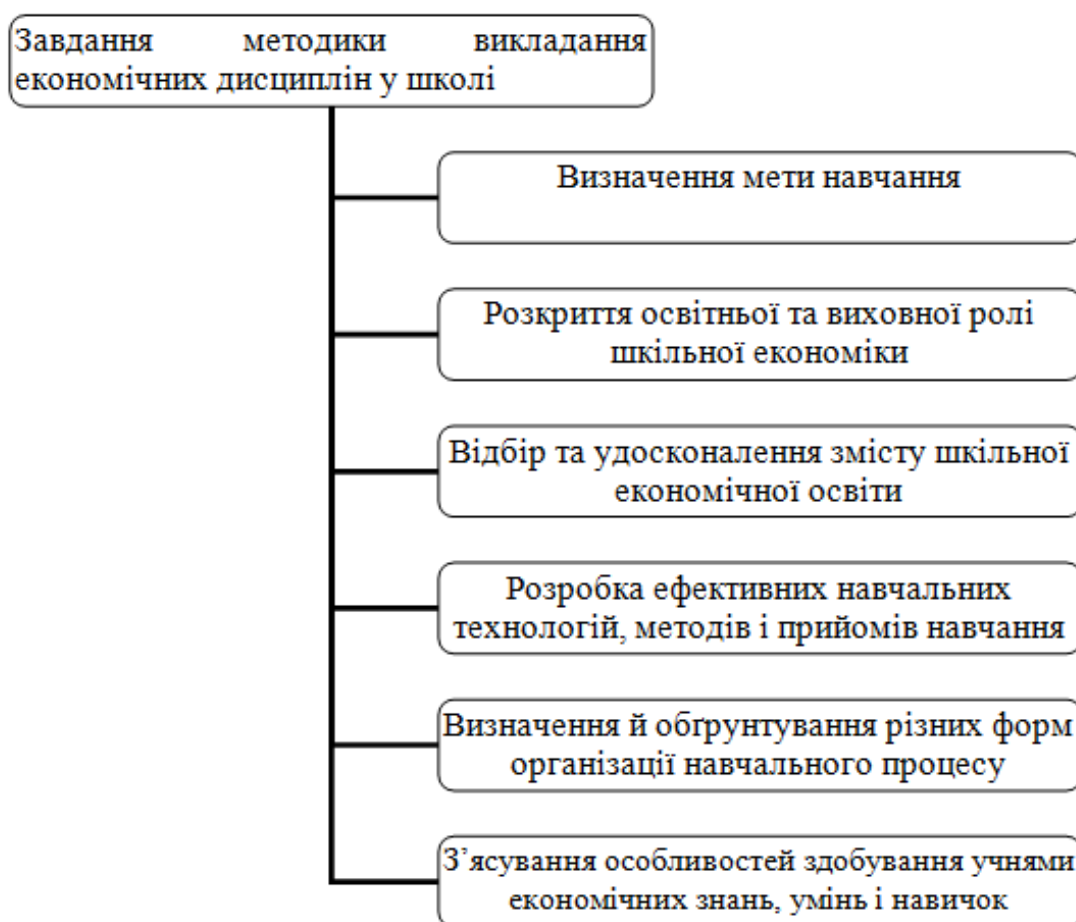 Завдання методики викладання
економічних дисциплін у школі
Визначення мети навчання
Розкриття освітньої та виховної ролі
шкільної економіки
Відбір та удосконалення змісту шкільної
економічної освіти
Розробка ефективних навчальних
технологій, методів і прийомів навчання
Визначення й обґрунтування різних форм
організації навчального процесу
З’ясування особливостей здобування учнями
економічних знань, умінь і навичок